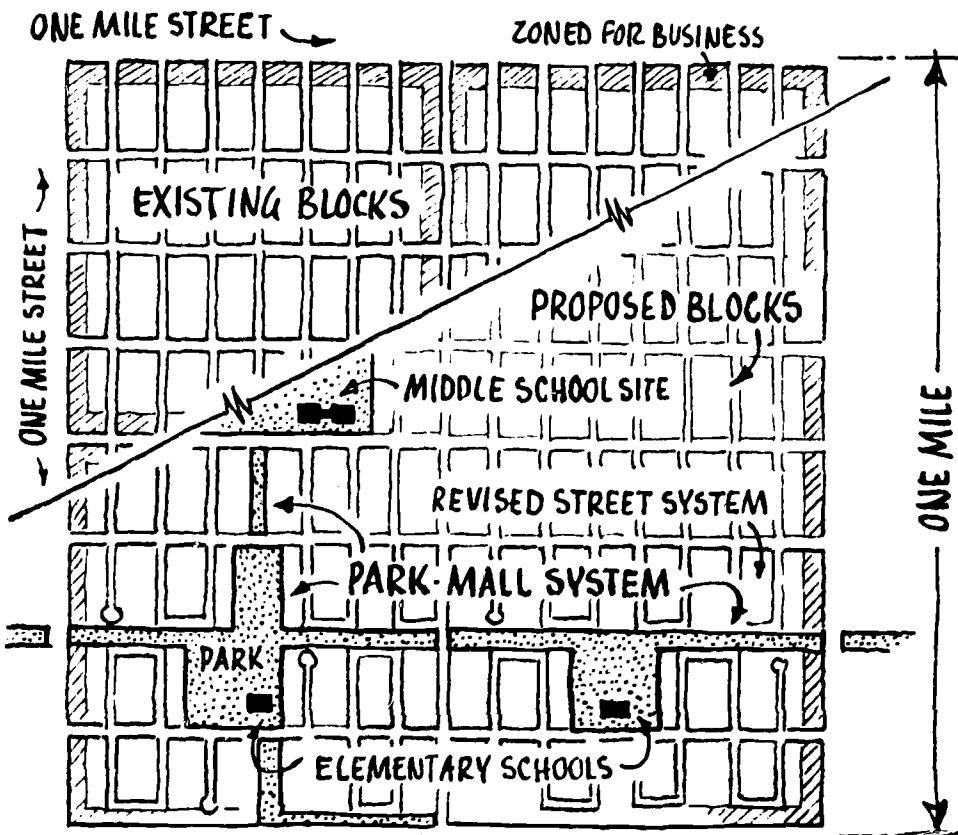 ONE MILE STREET
ZONED FOR BUSINESS
EXISTING BLOCKS
ONE MILE STREET
PROPOSED BLOCKS
MIDDLE SCHOOL SITE
ONE MILE
REVISED STREET SYSTEM
PARK-MALL SYSTEM
PARK
ELEMENTARY SCHOOLS